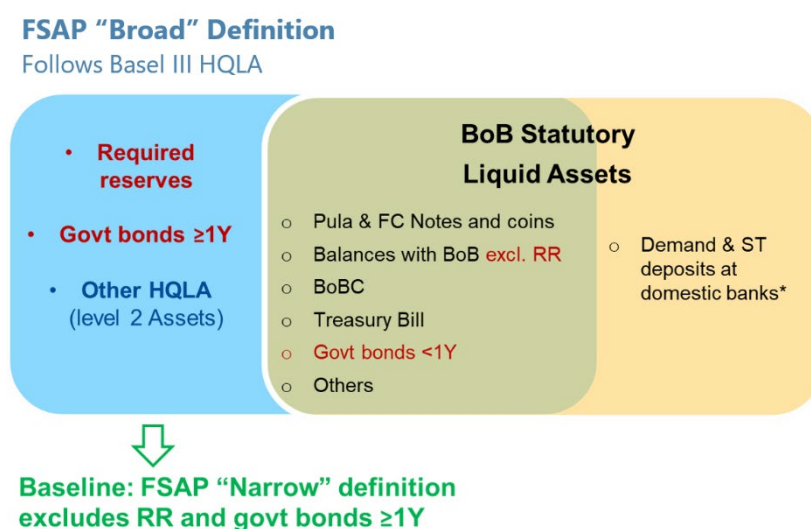 FSAP “Broad” Definition
Follows Basel III HQLA
• Required
reserves
• Govt bonds ≥1Y
• Other HQLA
(level 2 Assets)
BoB Statutory
Liquid Assets
o Pula & FC Notes and coins
o Balances with BoB excl. RR
o BoBC
o Treasury Bill
o Govt bonds <1Y
o Others
o Demand & ST
deposits at
domestic banks*
Baseline: FSAP “Narrow” definition
excludes RR and govt bonds ≥1Y